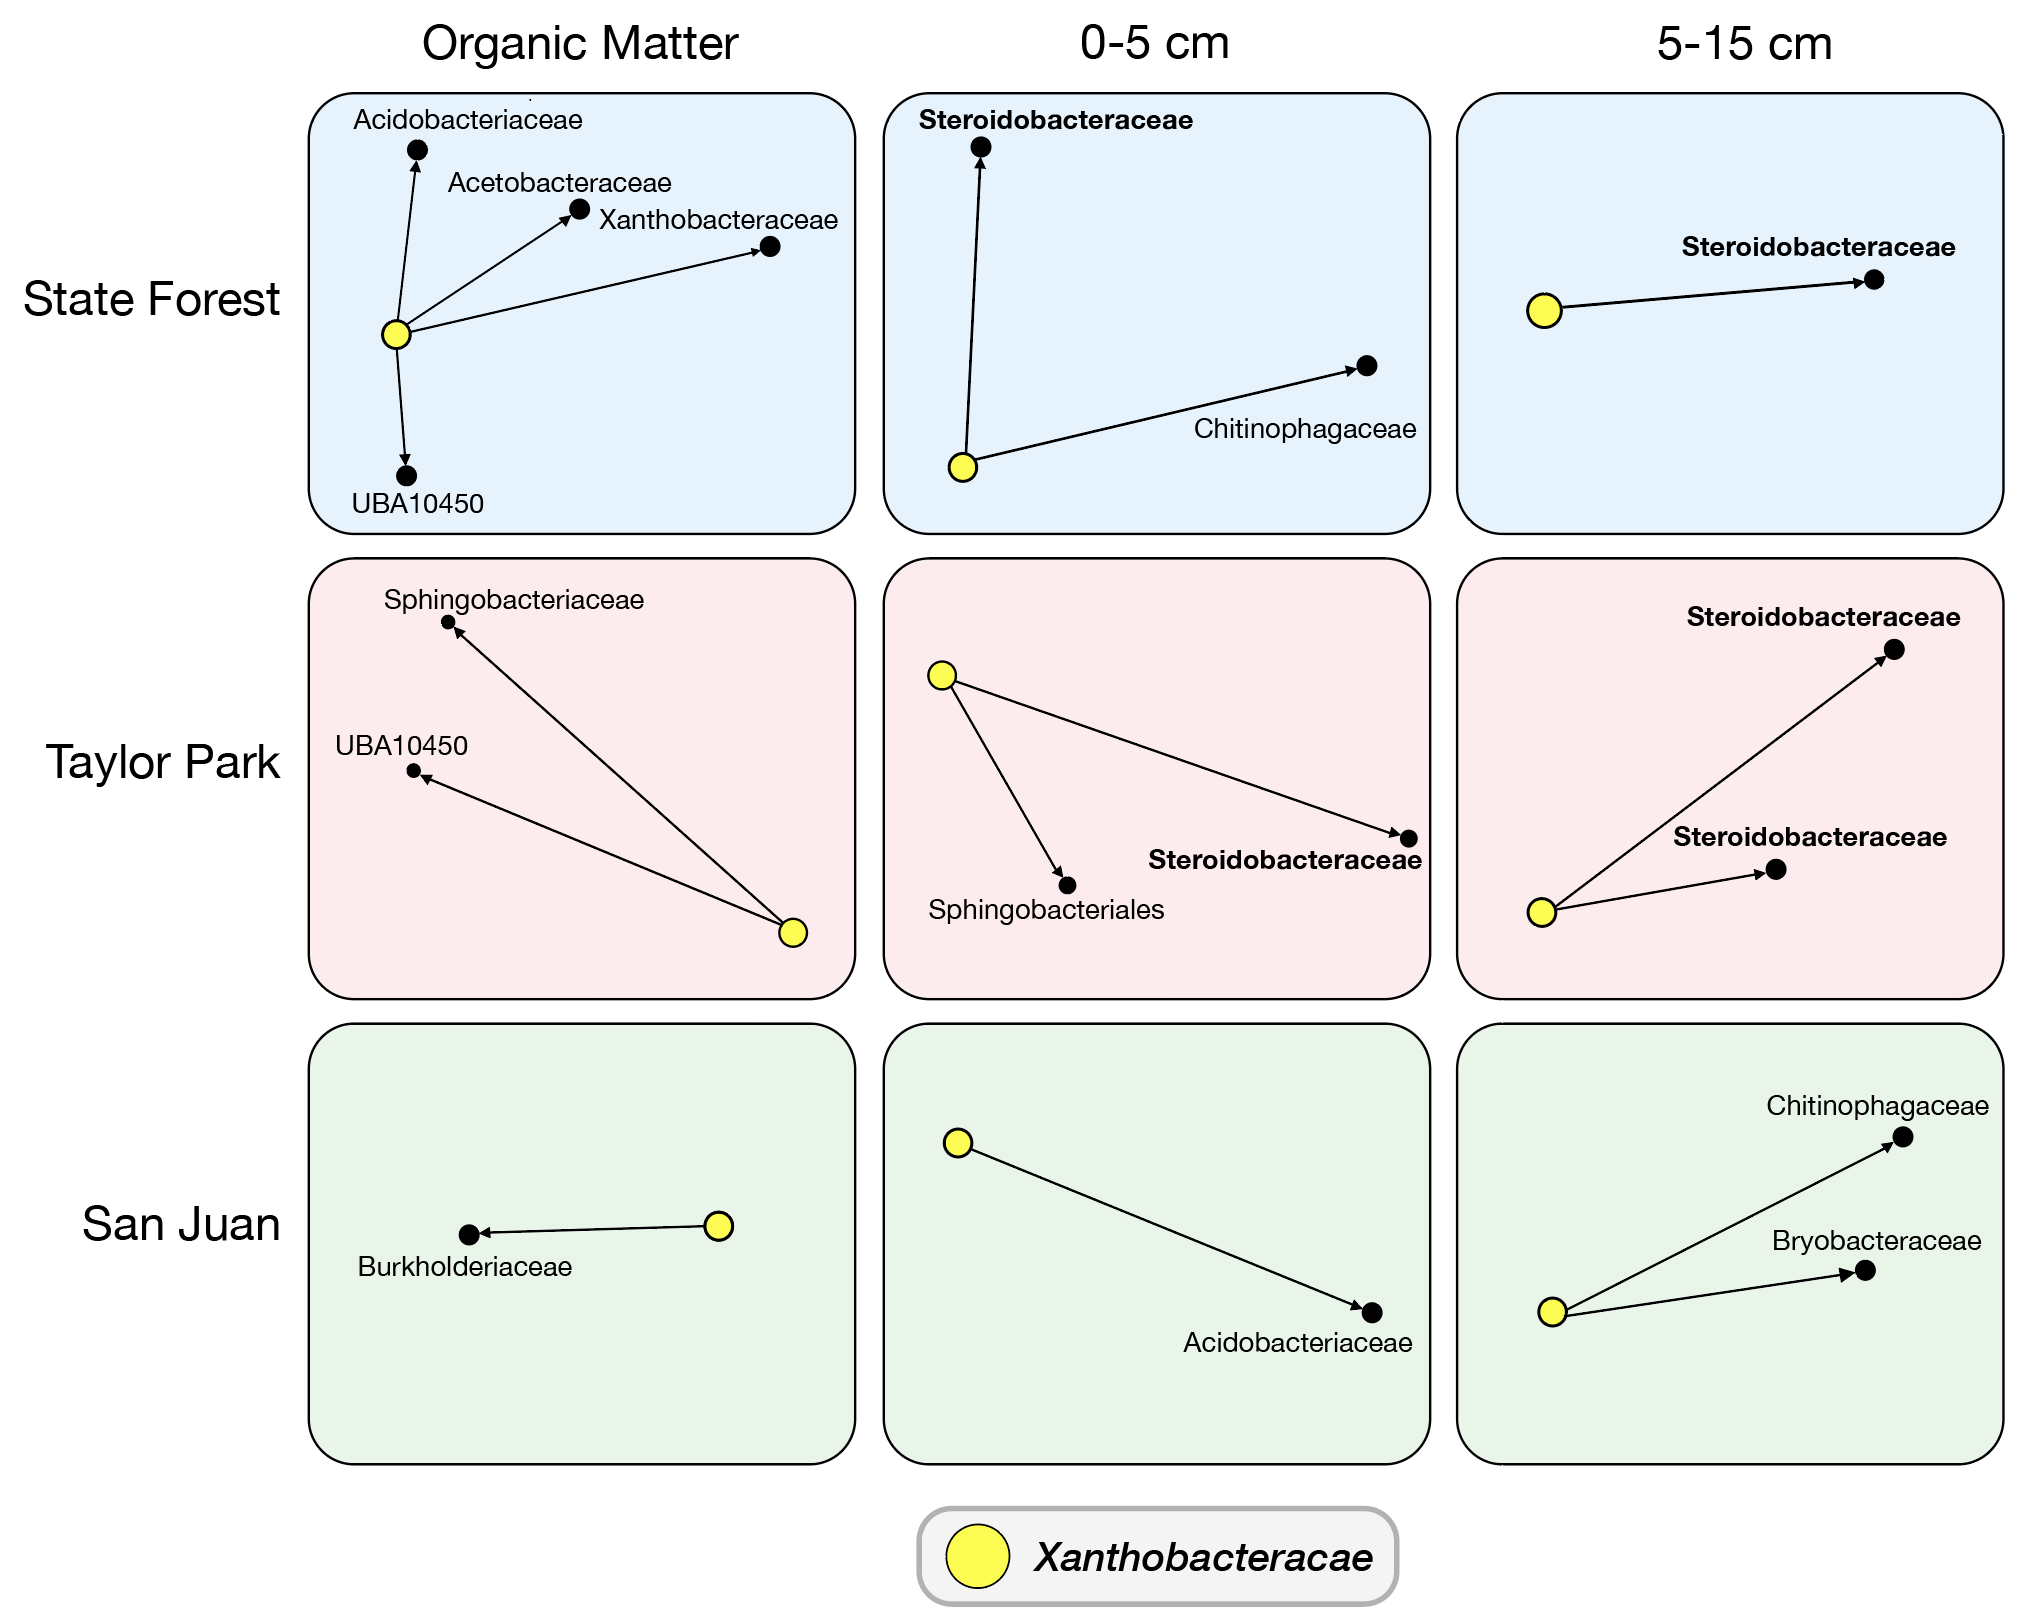 Organic Matter
0-5 cm
5-15 cm
State Forest
Acidobacteriaceae
Acetobacteraceae
Xanthobacteraceae
UBA10450
Steroidobacteraceae
Chitinophagaceae
Steroidobacteraceae
Taylor Park
Sphingobacteriaceae
UBA10450
Steroidobacteraceae
Sphingobacteriales
Steroidobacteraceae
Steroidobacteraceae
San Juan
Burkholderiaceae
Acidobacteriaceae
Chitinophagaceae
Bryobacteraceae
Xanthobacteracae